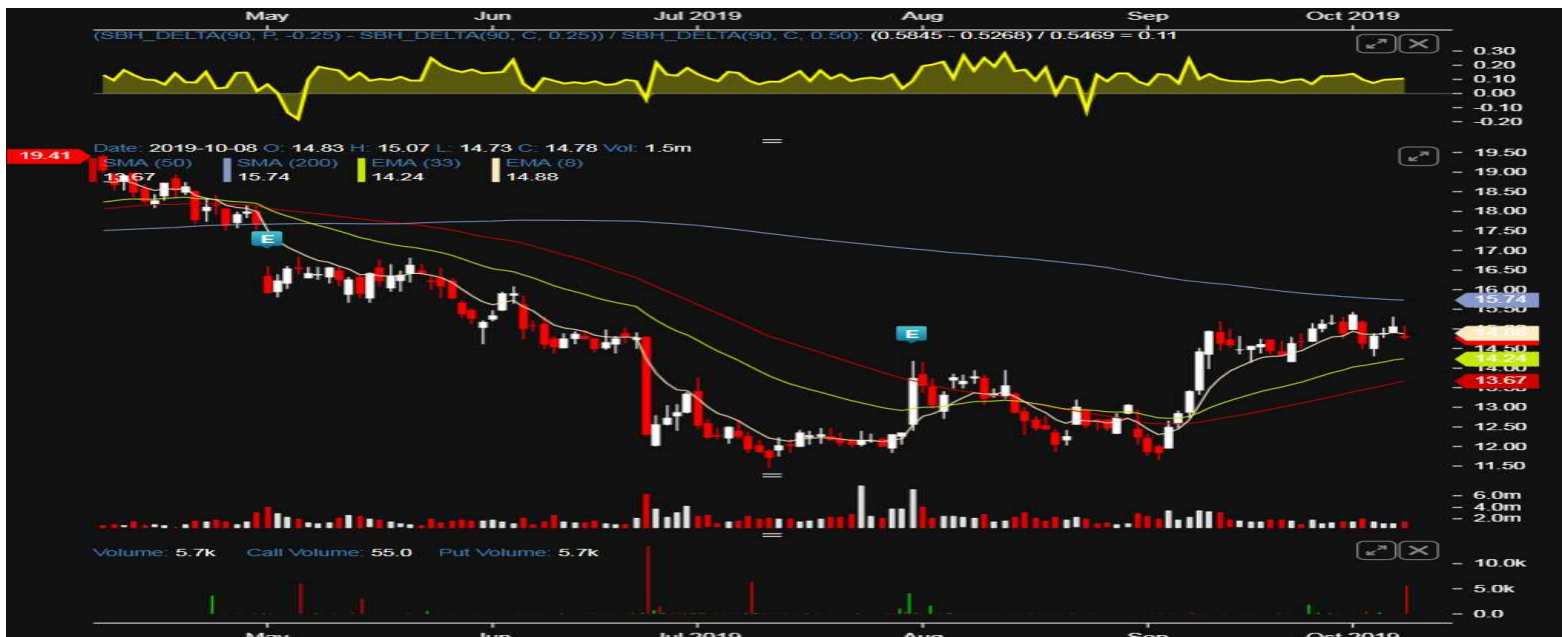 May Jun Jul 2019 Aug Sep Oct 2019
(SBH_DELTA(90, P, -0.25) - SBH_DELTA(90, C, 0.25)) / SBH_DELTA(90, C, 0.50): (0.5845 - 0.5268) / 0.5469 = 0.11
0.30
0.20
0.10
0.00
-0.10
-0.20
Date: 2019-10-08 O: 14.83 H: 15.07 L: 14.73 C: 14.78 Vol: 1.5m
19.41
SMA (50) SMA (200) EMA (33) EMA (8)
13.67 15.74 14.24 14.88
19.50
19.00
18.50
18.00
17.50
E
17.00
16.50
16.00
15.74
15.50
E
14.50
14.24
14.00
13.67
13.00
12.50
12.00
11.50
6.0m
4.0m
2.0m
Volume: 5.7k Call Volume: 55.0 Put Volume: 5.7k
10.0k
5.0k
0.0
May Jun Jul 2019 Aug Sep Oct 2019